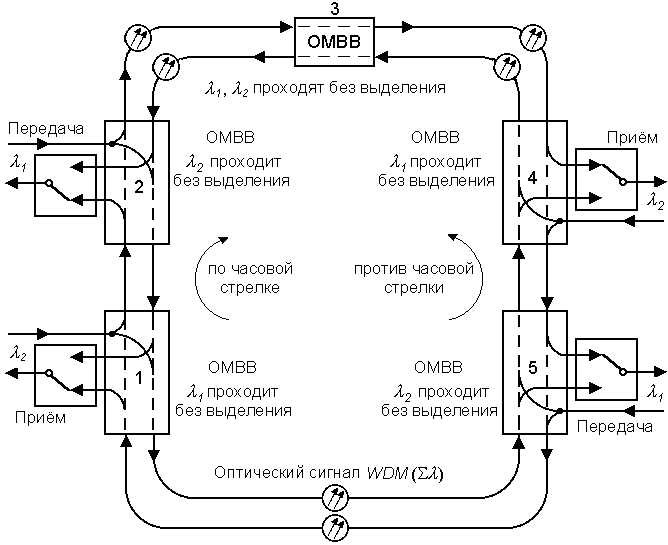 3
ОМВВ
λ1, λ2 проходят без выделения
Передача
λ1
2
ОМВВ
λ2 проходит
без выделения
ОМВВ
λ1 проходит
без выделения
4
Приём
λ2
по часовой
стрелке
против часовой
стрелки
λ2
Приём
1
ОМВВ
λ1 проходит
без выделения
ОМВВ
λ2 проходит
без выделения
5
λ1
Передача
Оптический сигнал WDM (Σλ)